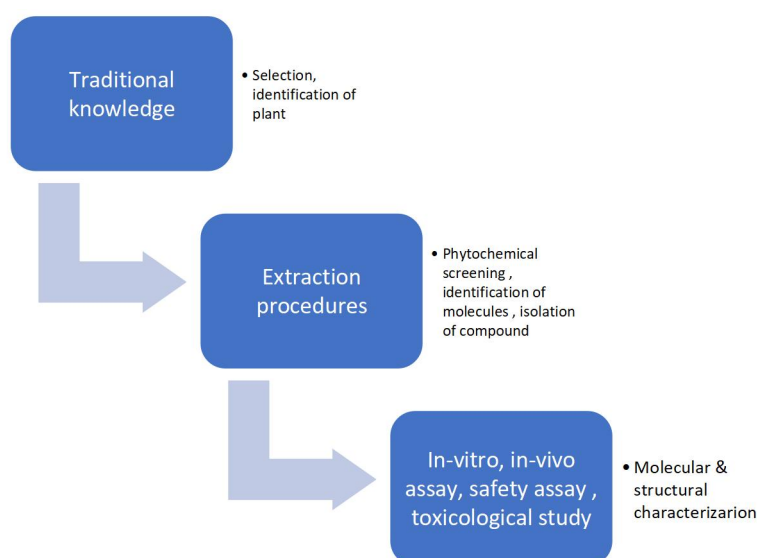 Traditional
knowledge
• Selection,
identification of
plant
Extraction
procedures
• Phytochemical
screening ,
identification of
molecules , isolation
of compound
In-vitro, in-vivo
assay, safety assay ,
toxicological study
• Molecular &
structural
characterizarion